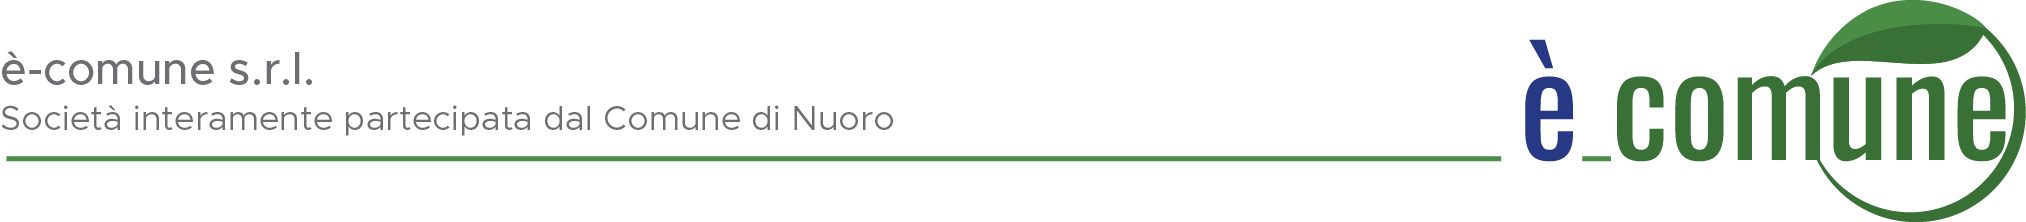 è-comune s.r.l.
Società interamente partecipata dal Comune di Nuoro
è_comune